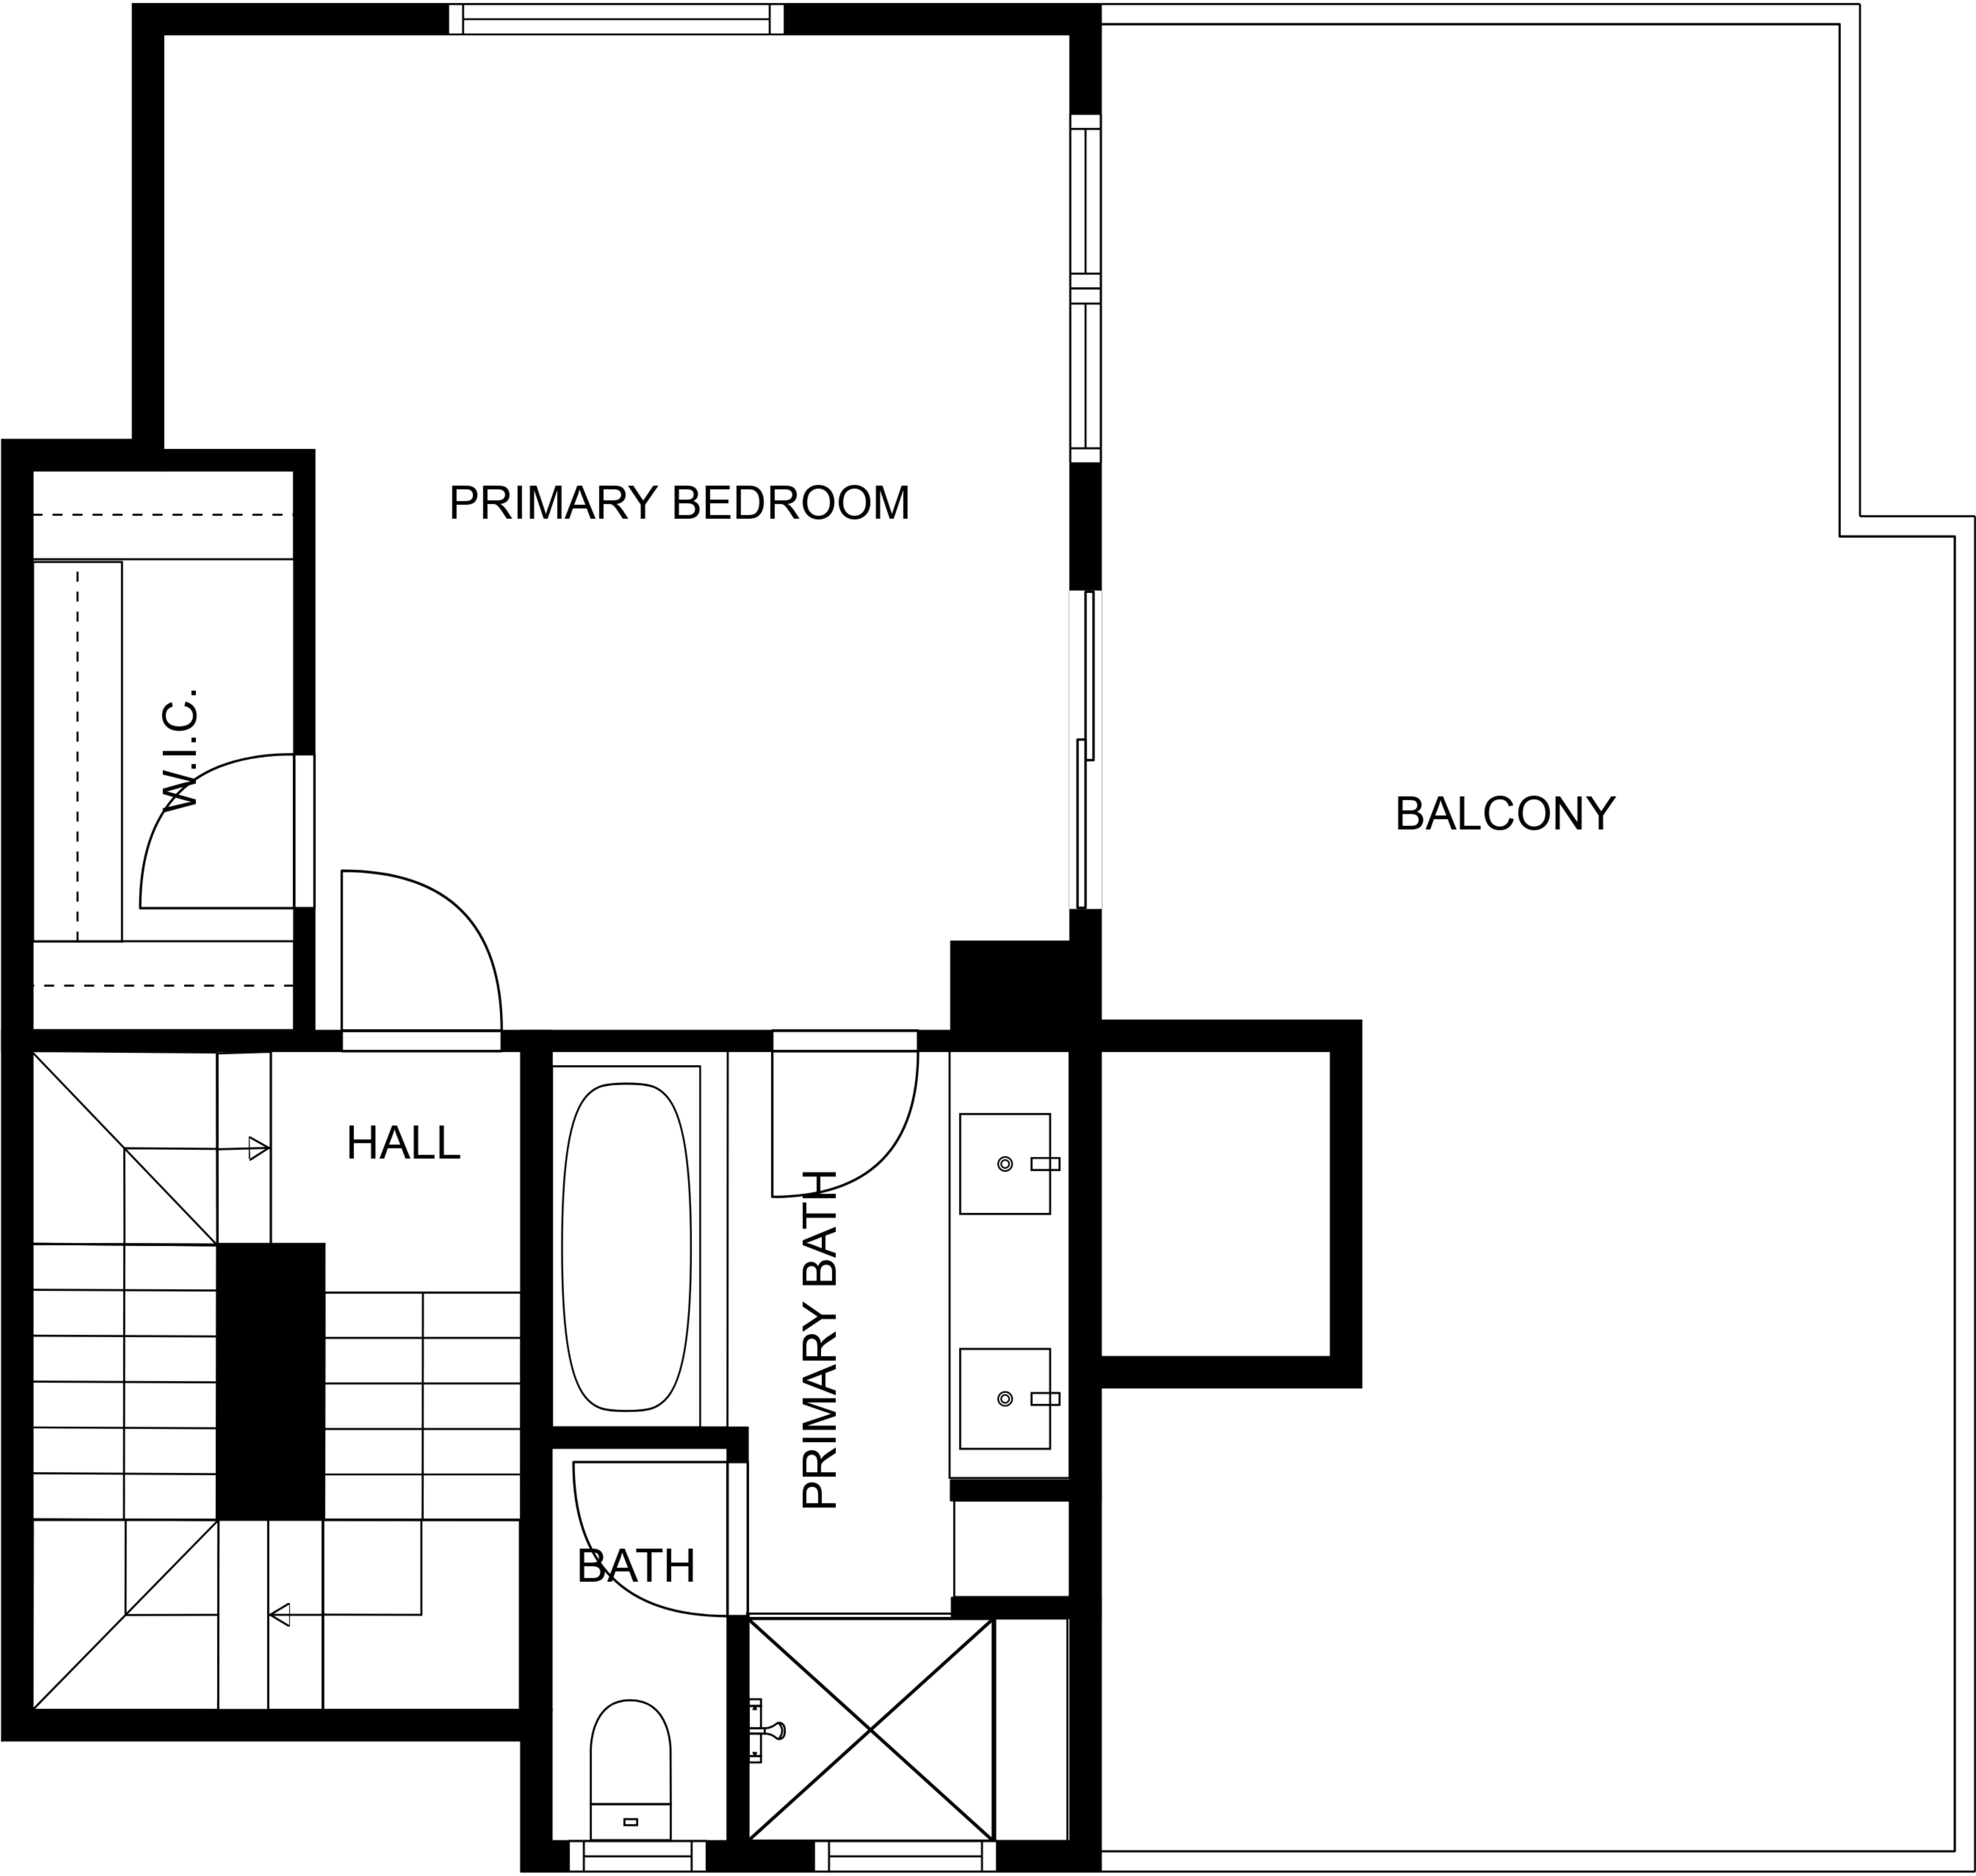 PRIMARY BEDROOM
W.I.C.
BALCONY
HALL
PRIMARY BATH
BATH